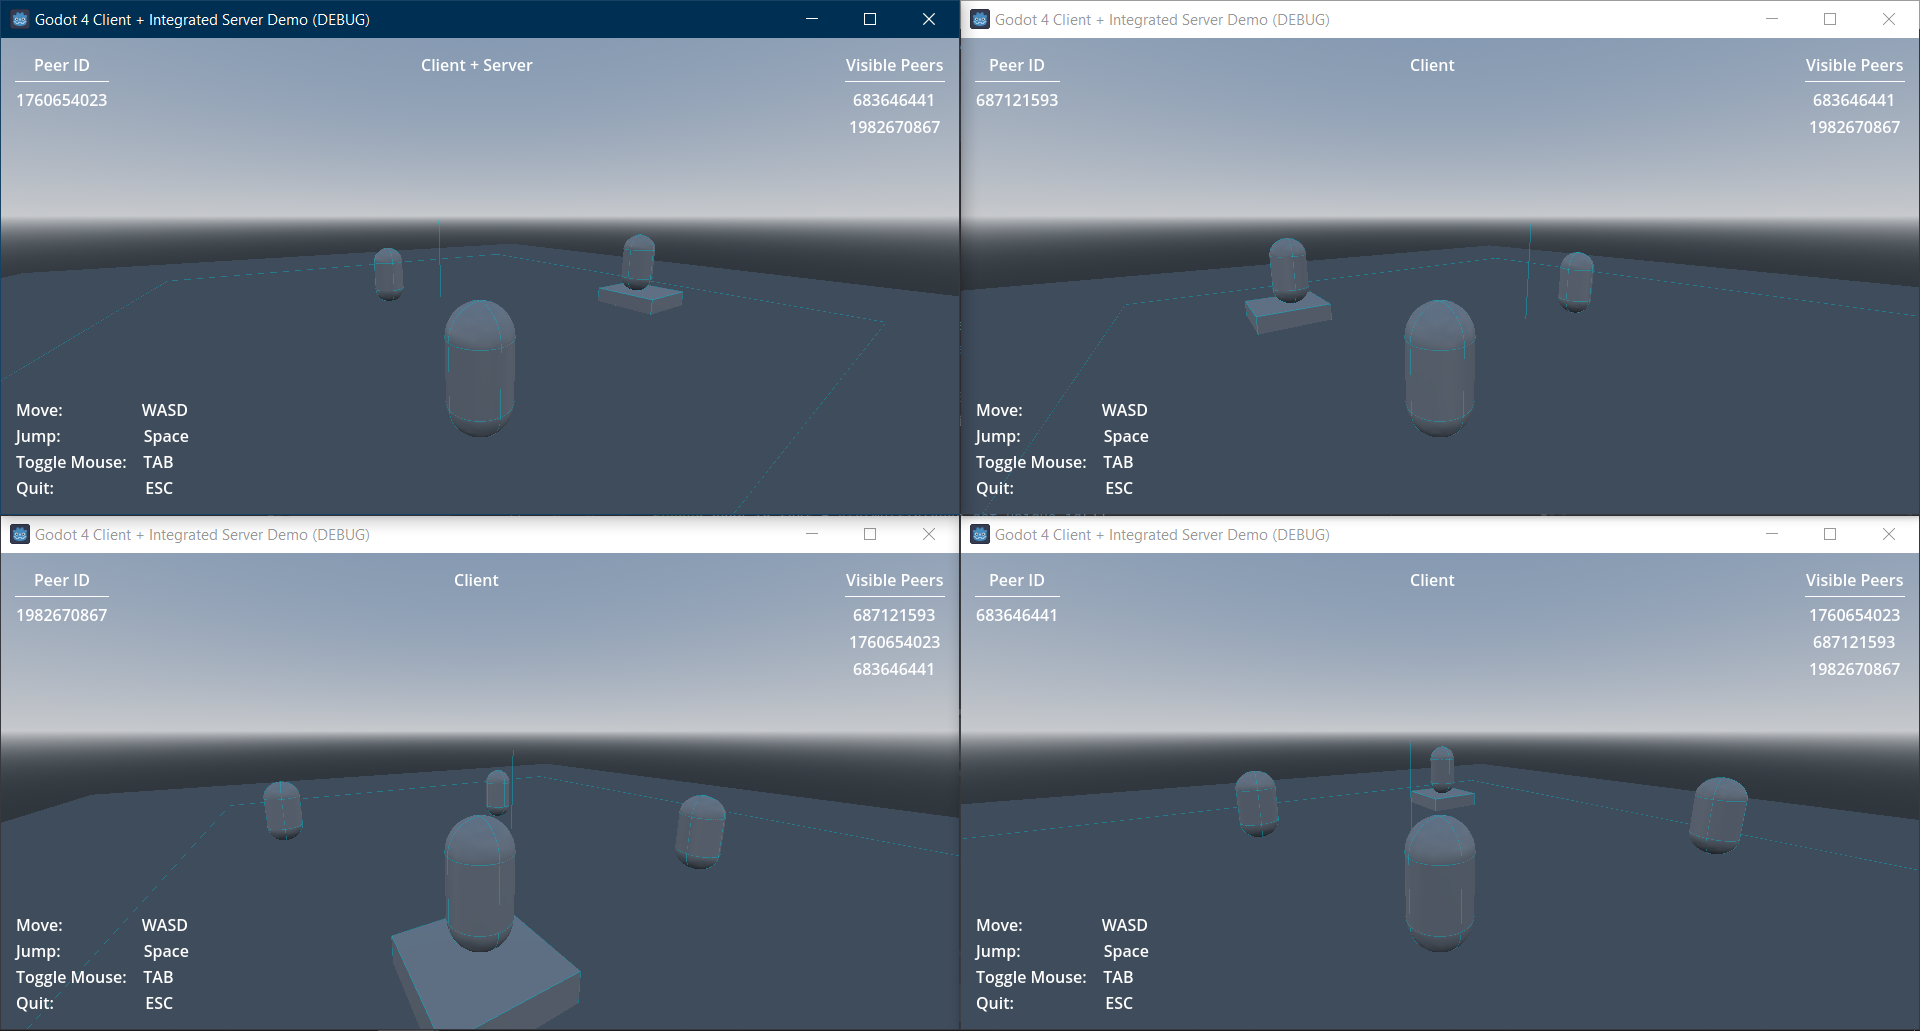 Godot 4 Client + Integrated Server Demo (DEBUG)
Peer ID
Client + Server
Visible Peers
1760654023
683646441
1982670867
Move: WASD
Jump: Space
Toggle Mouse: TAB
Quit: ESC
Godot 4 Client + Integrated Server Demo (DEBUG)
Peer ID
Client
Visible Peers
687121593
683646441
1982670867
Move: WASD
Jump: Space
Toggle Mouse: TAB
Quit: ESC
Godot 4 Client + Integrated Server Demo (DEBUG)
Peer ID
Client
Visible Peers
1982670867
687121593
1760654023
683646441
Move: WASD
Jump: Space
Toggle Mouse: TAB
Quit: ESC
Godot 4 Client + Integrated Server Demo (DEBUG)
Peer ID
Client
Visible Peers
683646441
1760654023
687121593
1982670867
Move: WASD
Jump: Space
Toggle Mouse: TAB
Quit: ESC